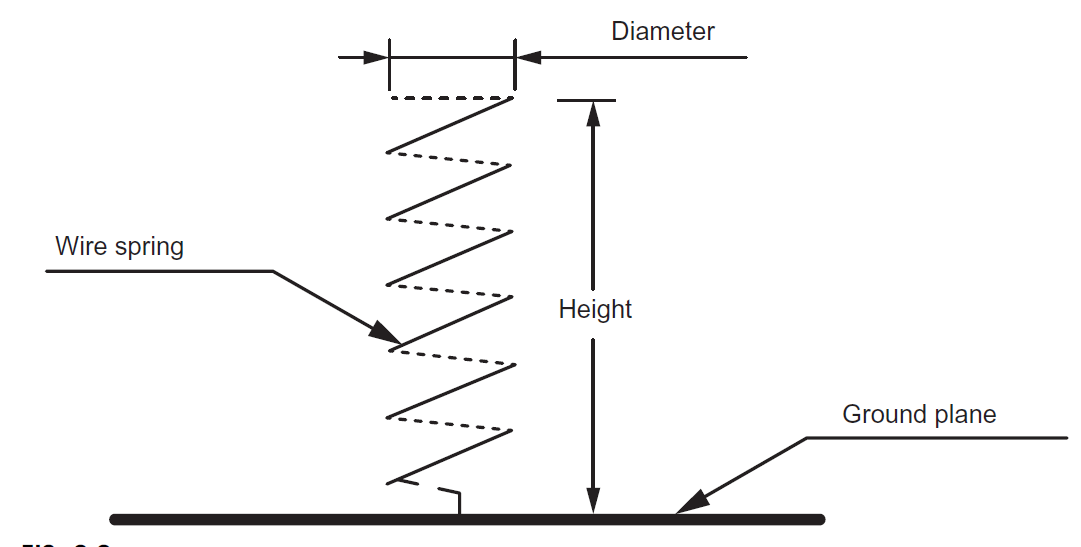 Diameter
Wire spring
Height
Ground plane